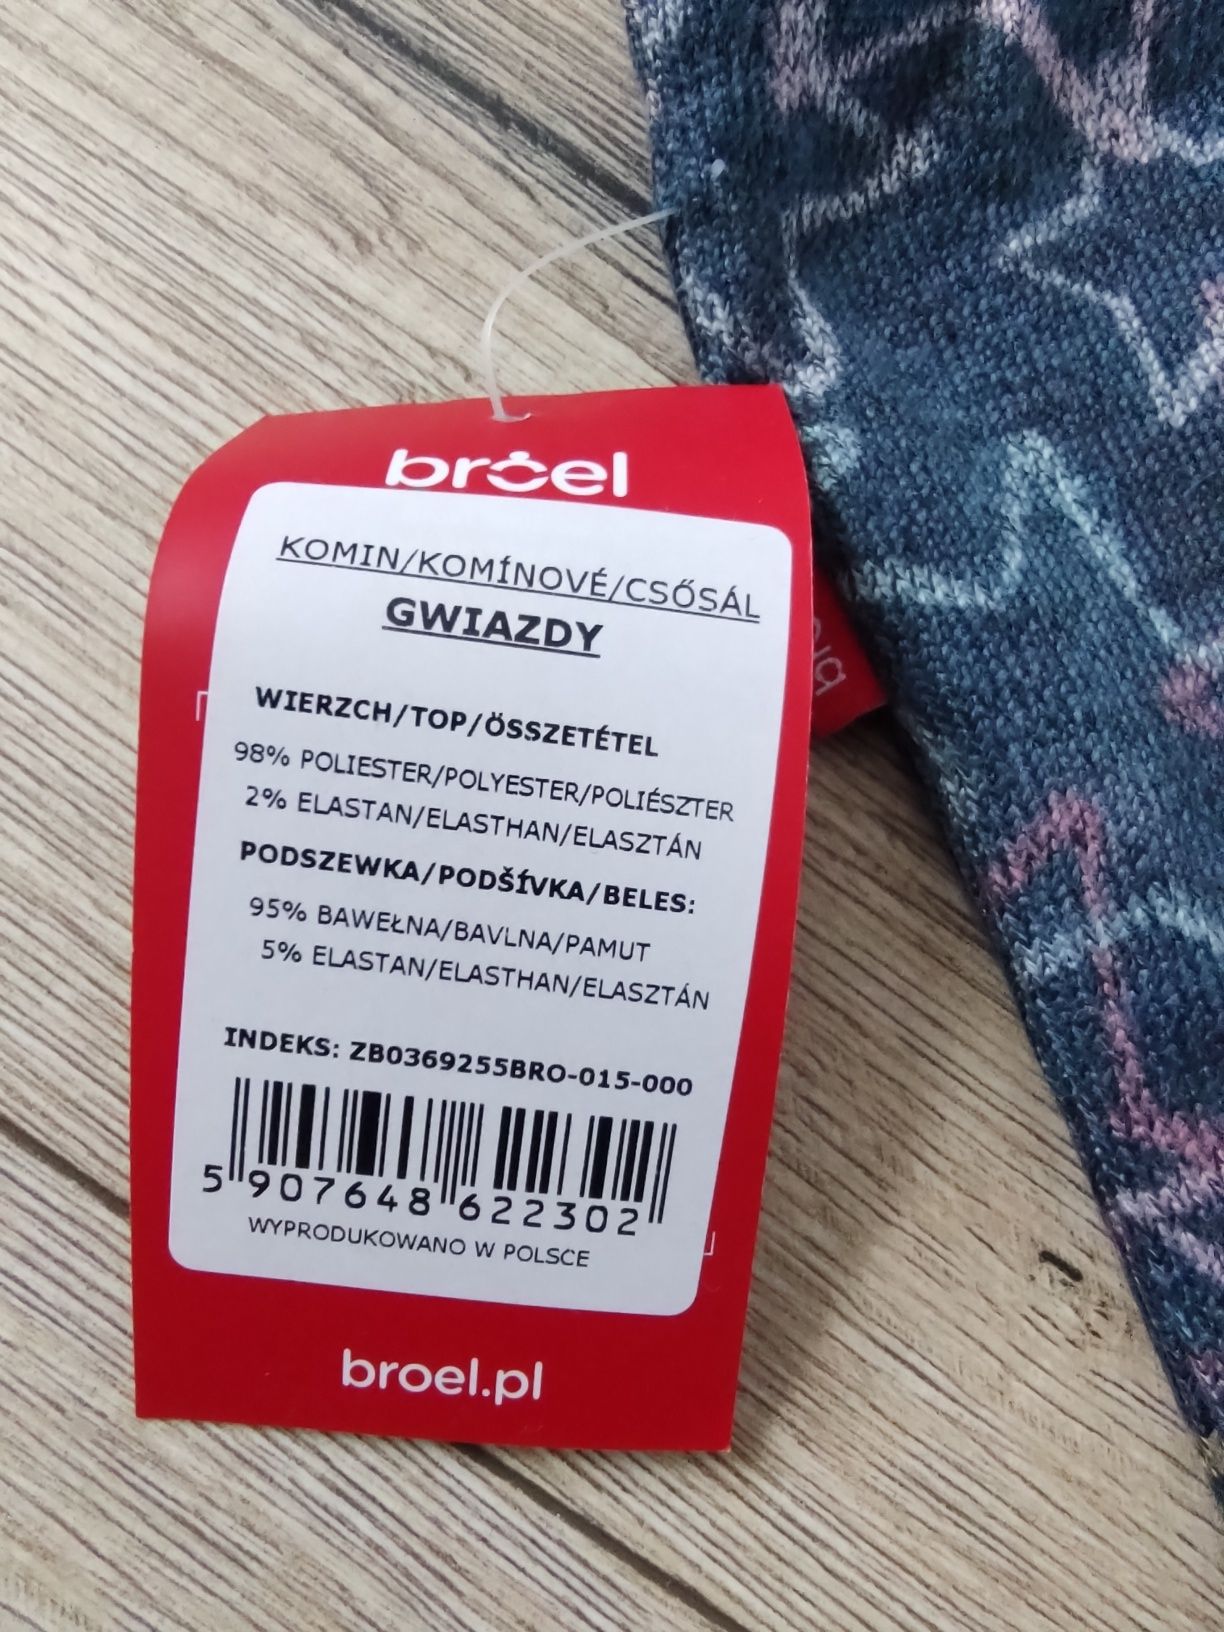 broel
KOMIN/KOMÍNOVÉ/CSŐSÁL
GWIAZDY
WIERZCH/TOP/ÖSSZETÉTEL
98% POLIESTER/POLYESTER/POLIÉSZTER
2% ELASTAN/ELASTHAN/ELASZTÁN
PODSZEWKA/PODŠÍVKA/BELES:
95% BAWEŁNA/BAVLNA/PAMUT
5% ELASTAN/ELASTHAN/ELASZTÁN
INDEKS: ZB0369255BRO-015-000
5 907648 622302
WYPRODUKOWANO W POLSCE
broel.pl